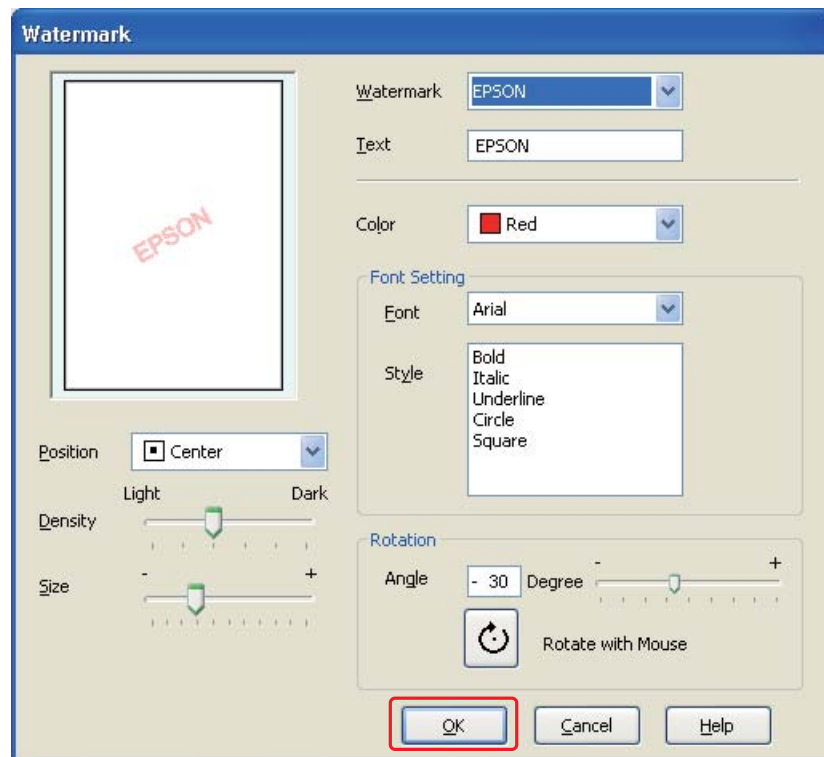 Watermark
EPSON
Watermark EPSON
Text EPSON
Color Red
Font Setting
Font Arial
Style
Bold
Italic
Underline
Circle
Square
Position Center
Light Dark
Density
Size - +
Rotation
Angle - 30 Degree - +
Rotate with Mouse
OK Cancel Help